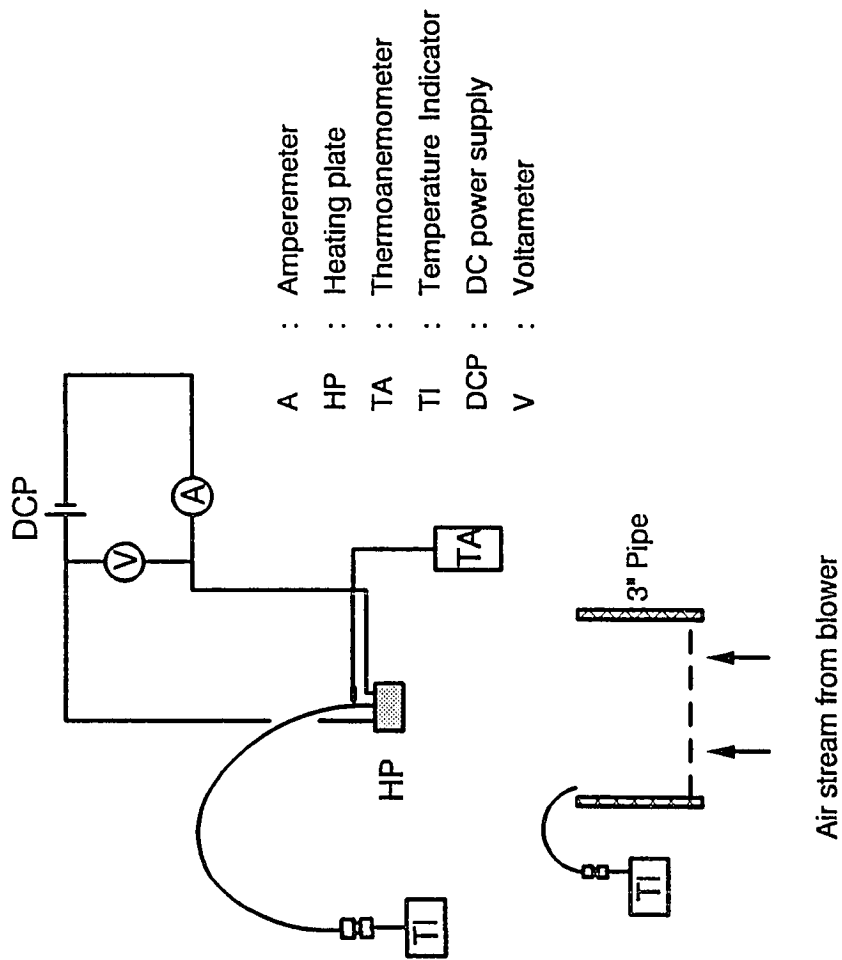 DCP
V
A
TA
HP
TI
TI
3" Pipe
Air stream from blower
A : Amperemeter
HP : Heating plate
TA : Thermoanemometer
TI : Temperature Indicator
DCP : DC power supply
V : Voltameter